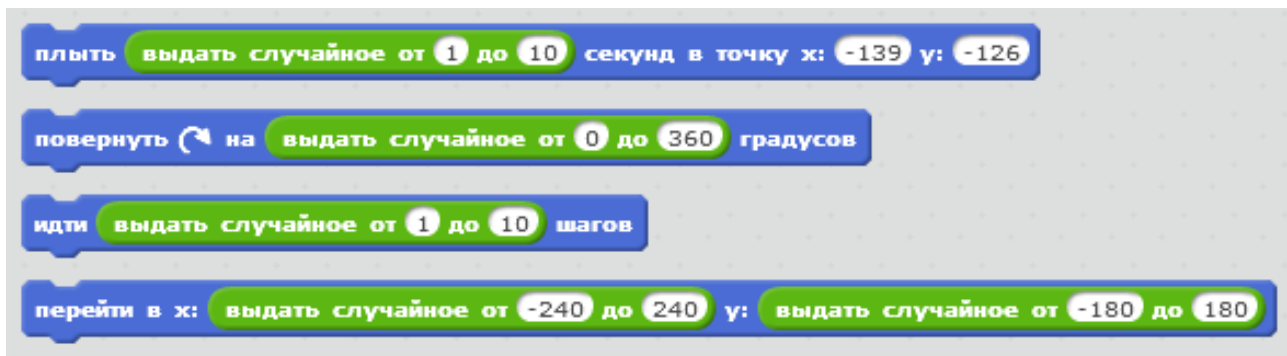 плыть выдать случайное от 1 до 10 секунд в точку x: -139 y: -126
повернуть на выдать случайное от 0 до 360 градусов
идти выдать случайное от 1 до 10 шагов
перейти в x: выдать случайное от -240 до 240 y: выдать случайное от -180 до 180